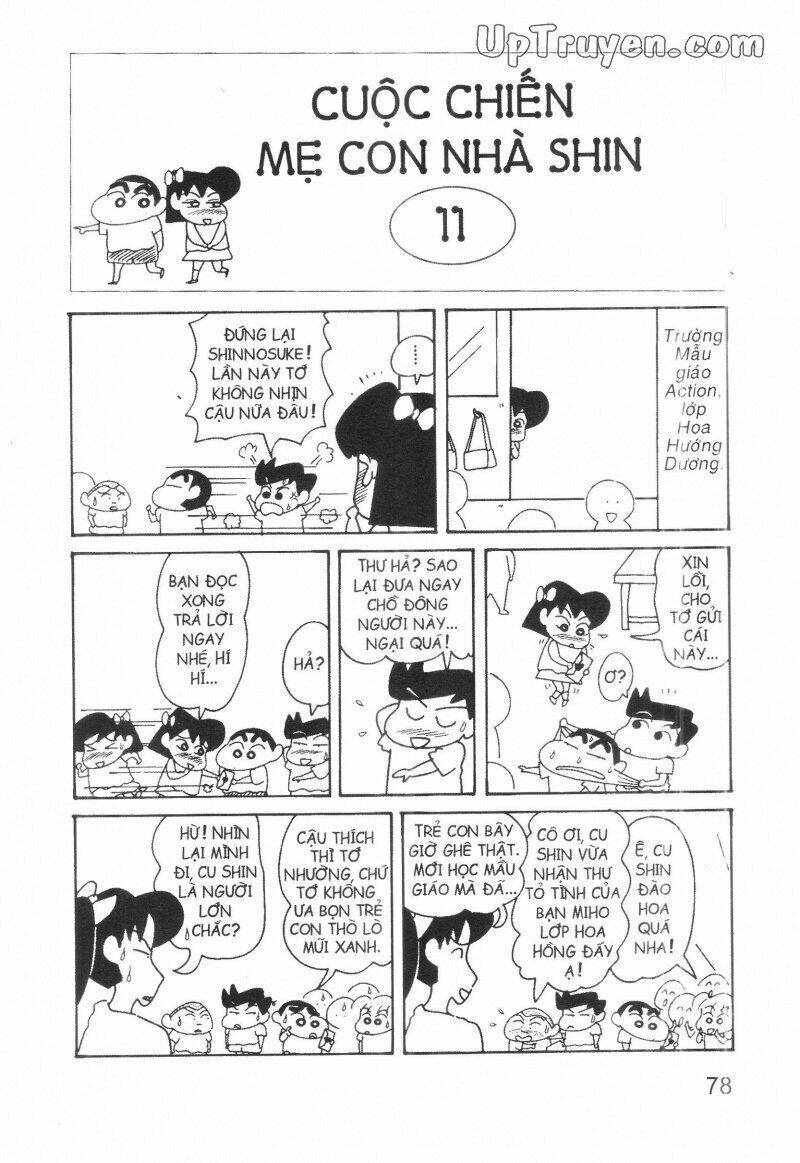 UpTruyen.com
CUỘC CHIẾN
MẸ CON NHÀ SHIN
11
Trường
Mẫu
giáo
Action,
lớp
Hoa
Hướng
Dương.
......
ĐỨNG LẠI
SHINNOSUKE!
LẦN NÀY TỚ
KHÔNG NHỊN
CẬU NỮA ĐÂU!
XIN
LỖI,
CHO
TỚ GỬI
CÁI
NÀY...
Ơ?
THƯ HẢ? SAO
LẠI ĐƯA NGAY
CHỖ ĐÔNG
NGƯỜI NÀY...
NGẠI QUÁ!
HẢ?
BẠN ĐỌC
XONG
TRẢ LỜI
NGAY
NHÉ, HÍ
HÍ...
Ê, CU
SHIN
ĐÀO
HOA
QUÁ
NHA!
CÔ ƠI, CU
SHIN VỪA
NHẬN THƯ
TỎ TÌNH CỦA
BẠN MIHO
LỚP HOA
HỒNG ĐẤY
Ạ!
TRẺ CON BÂY
GIỜ GHÊ THẬT.
MỚI HỌC MẪU
GIÁO MÀ ĐÃ...
CẬU THÍCH
THÌ TỚ
NHƯỜNG, CHỨ
TỚ KHÔNG
ƯA BỌN TRẺ
CON THÒ LÒ
MŨI XANH.
HỪ! NHÌN
LẠI MÌNH
ĐI, CU SHIN
LÀ NGƯỜI
LỚN
CHẮC?
78